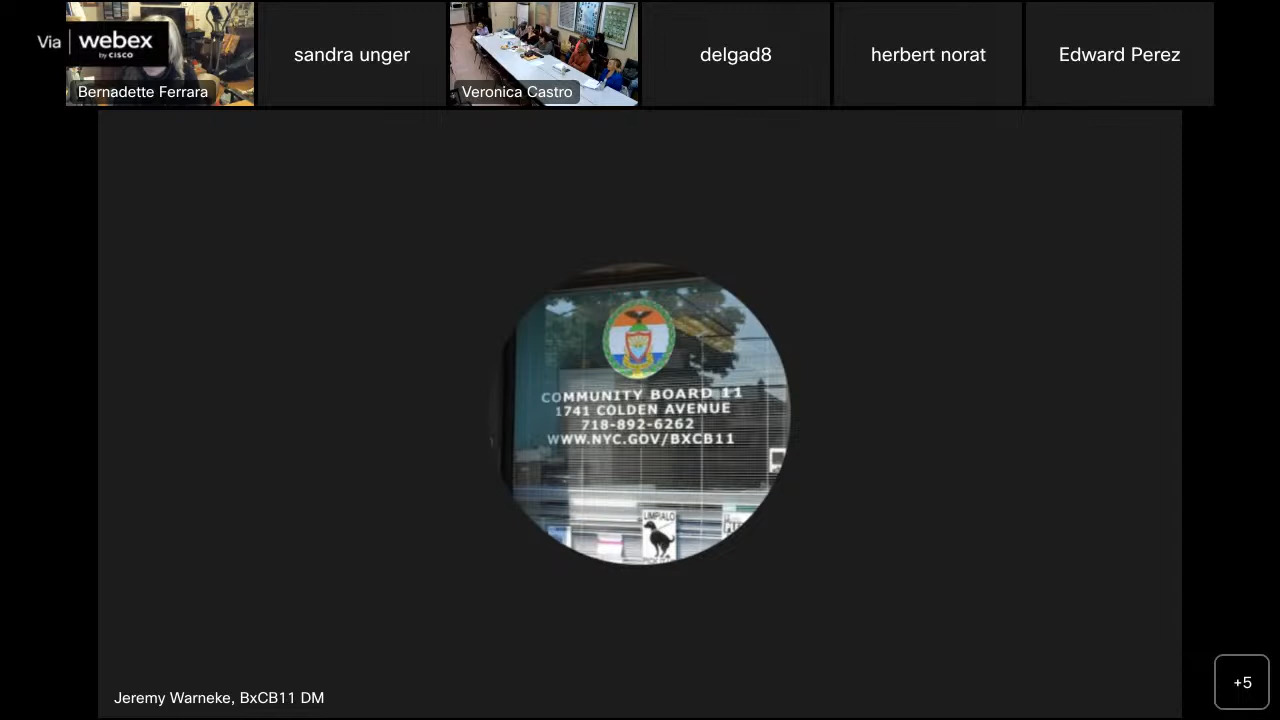 Via webex
by CISCO
Bernadette Ferrara
sandra unger
Veronica Castro
delgad8
herbert norat
Edward Perez
COMMUNITY BOARD 11
1741 COLDEN AVENUE
718-892-6262
WWW.NYC.GOV/BXCB11
LIMPIALO
Jeremy Warneke, BxCB11 DM
+5